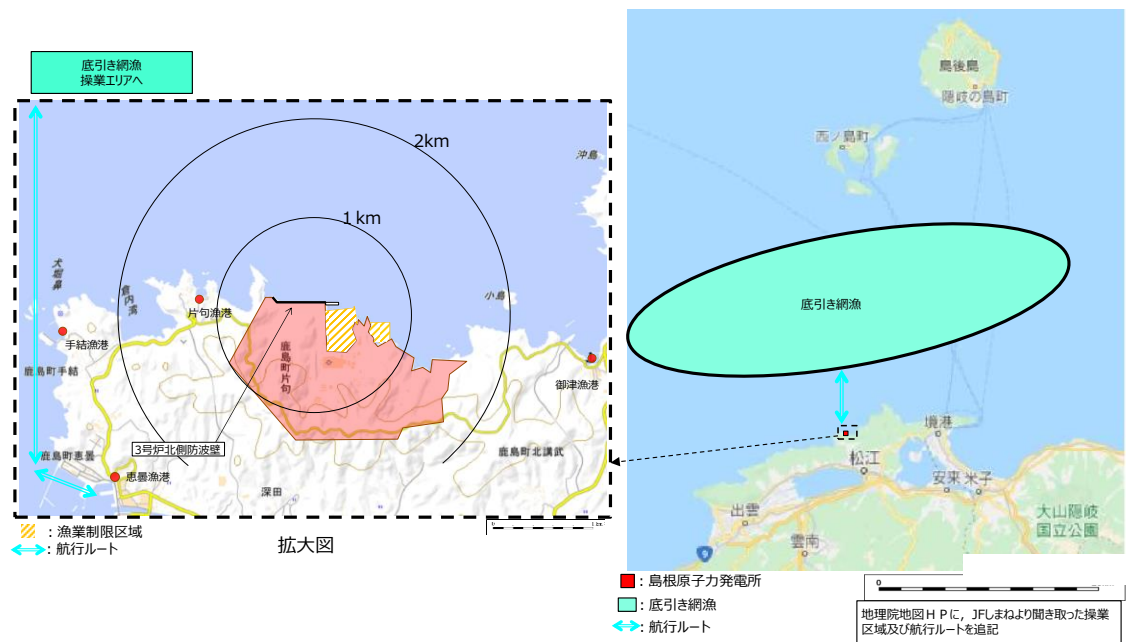 底引き網漁
操業エリアへ
2km
1km
沖島
犬堀鼻
倉内湾
小島
片句漁港
手結漁港
鹿島町手結
鹿島町片句
御津漁港
3号炉北側防波壁
鹿島町恵曇
恵曇漁港
鹿島町北講武
深田
：漁業制限区域
：航行ルート
拡大図
島後島
隠岐の島町
西ノ島町
底引き網漁
境港
松江
安来
米子
出雲
雲南
大山隠岐
国立公園
9
：島根原子力発電所
：底引き網漁
：航行ルート
0
地理院地図ＨＰに，JFしまねより聞き取った操業
区域及び航行ルートを追記